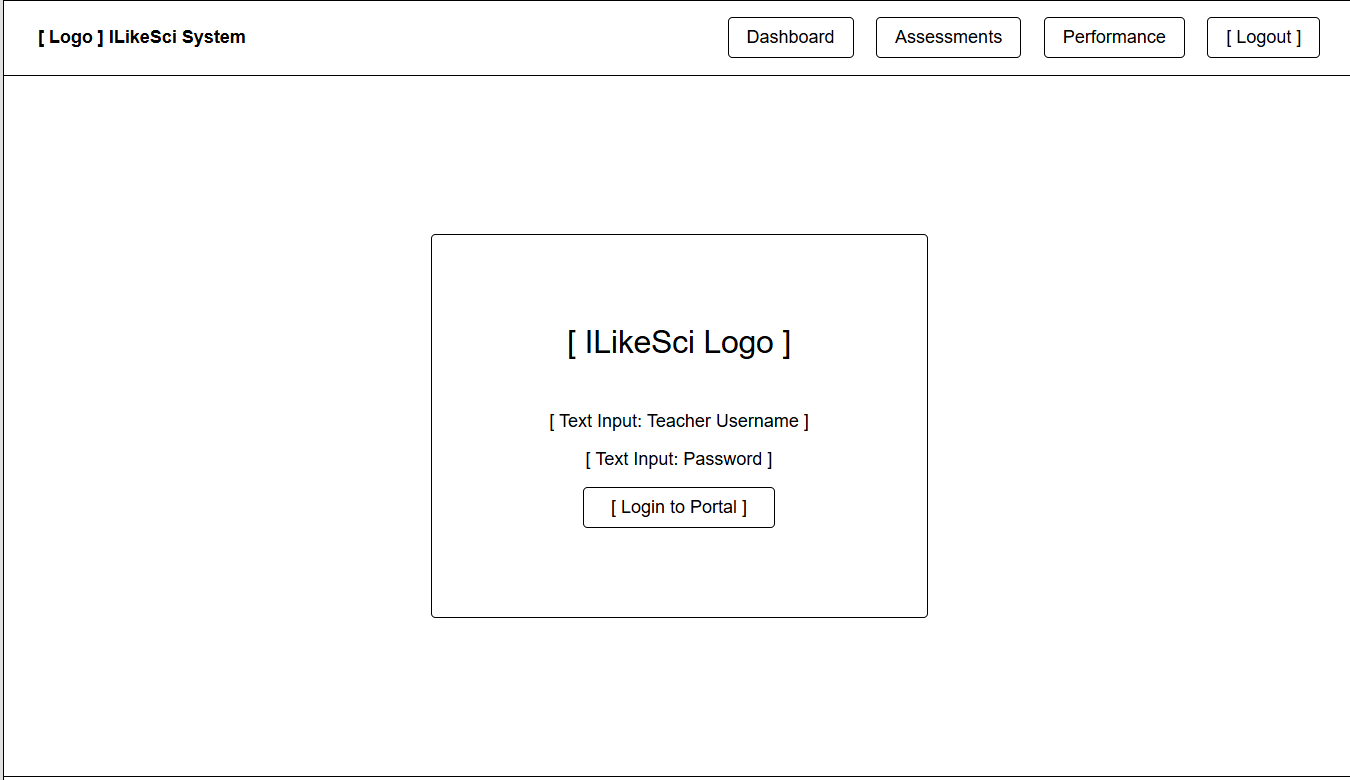 [ Logo ] ILikeSci System
Dashboard
Assessments
Performance
[ Logout ]
[ ILikeSci Logo ]
[ Text Input: Teacher Username ]
[ Text Input: Password ]
[ Login to Portal ]